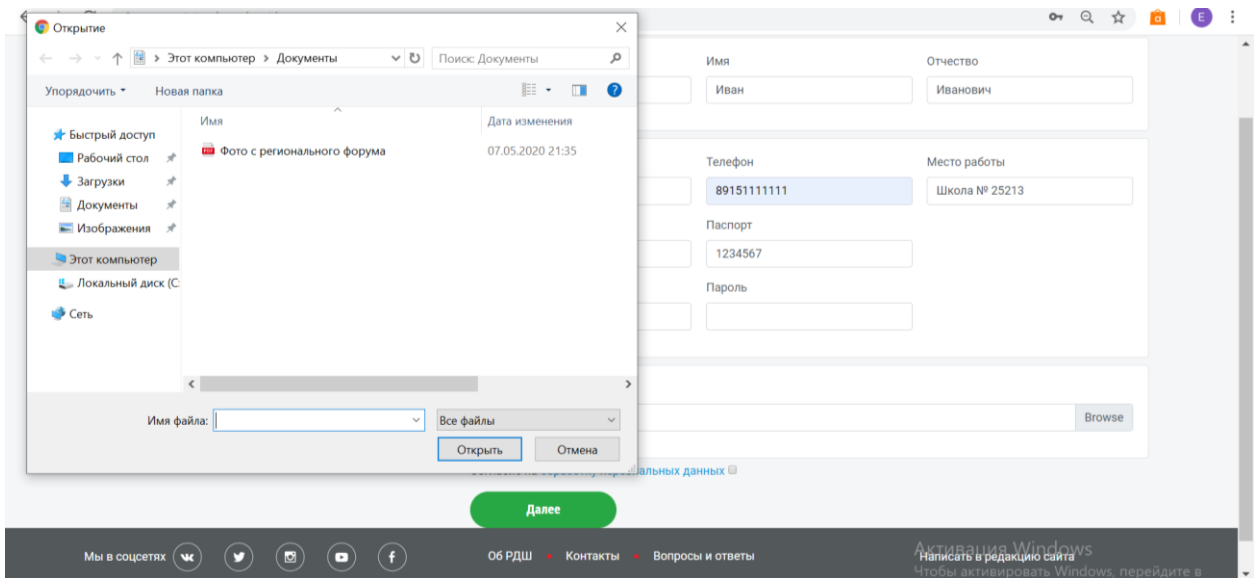 Открытие
Этот компьютер > Документы
Поиск: Документы
Упорядочить
Новая папка
Имя
Дата изменения
Быстрый доступ
Рабочий стол
Загрузки
Документы
Изображения
Этот компьютер
Локальный диск (C:
Сеть
Фото с регионального форума
07.05.2020 21:35
Имя файла:
Все файлы
Открыть
Отмена
E
Имя
Отчество
Иван
Иванович
Телефон
Место работы
89151111111
Школа № 25213
Паспорт
1234567
Пароль
Browse
персональных данных
Далее
Мы в соцсетях
Об РДШ
Контакты
Вопросы и ответы
Написать в редакцию сайта
Активация Windows
Чтобы активировать Windows, перейдите в